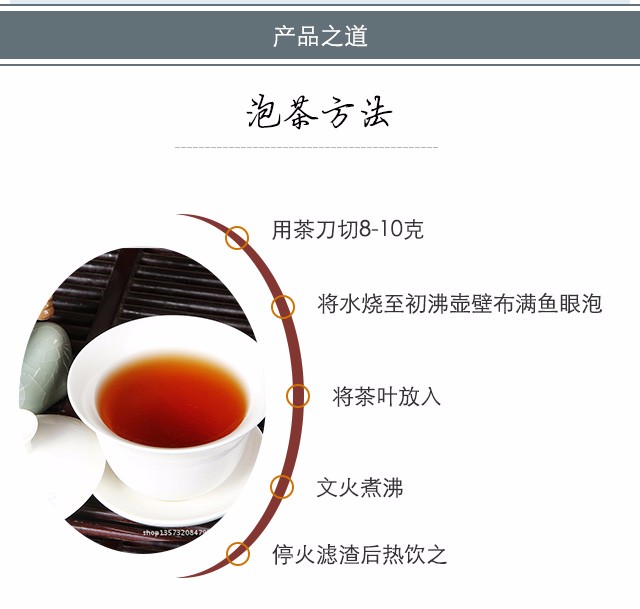 产品之道
泡茶方法
用茶刀切8-10克
将水烧至初沸壶壁布满鱼眼泡
将茶叶放入
文火煮沸
停火滤渣后热饮之